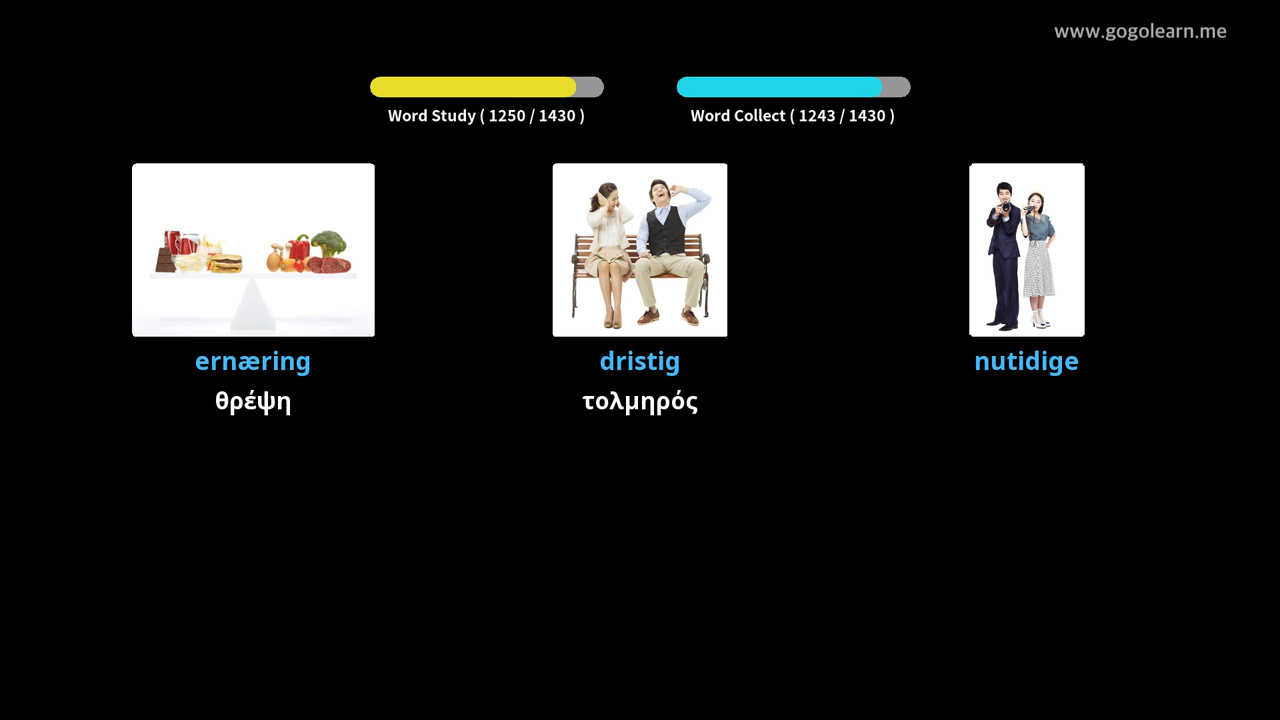 www.gogolearn.me
Word Study ( 1250 / 1430 )
Word Collect ( 1243 / 1430 )
ernæring
θρέψη
dristig
τολμηρός
nutidige